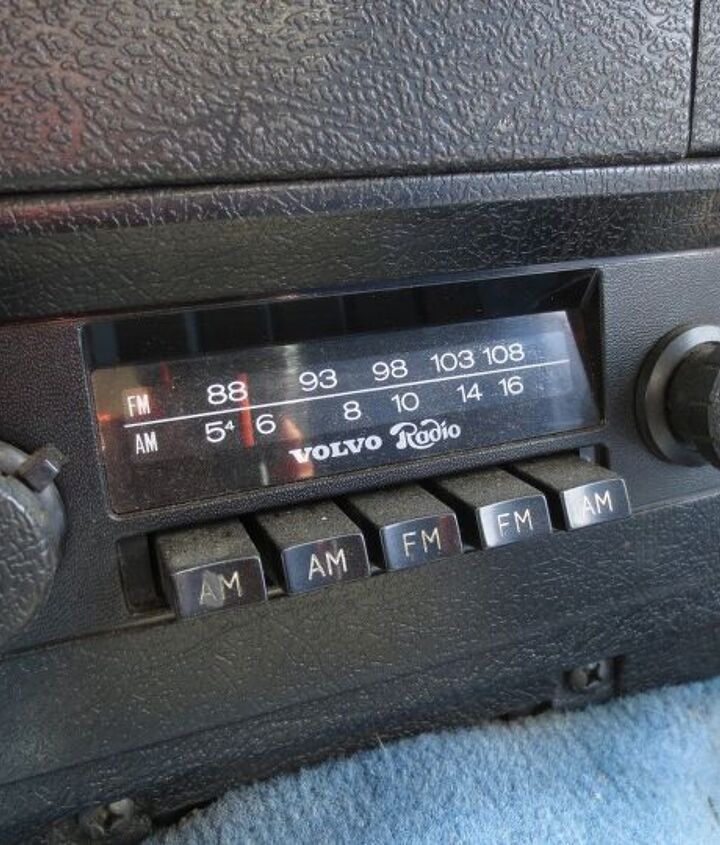 FM 88 93 98 103 108
AM 5⁴ 6 8 10 14 16
VOLVO Radio
AM AM FM FM AM